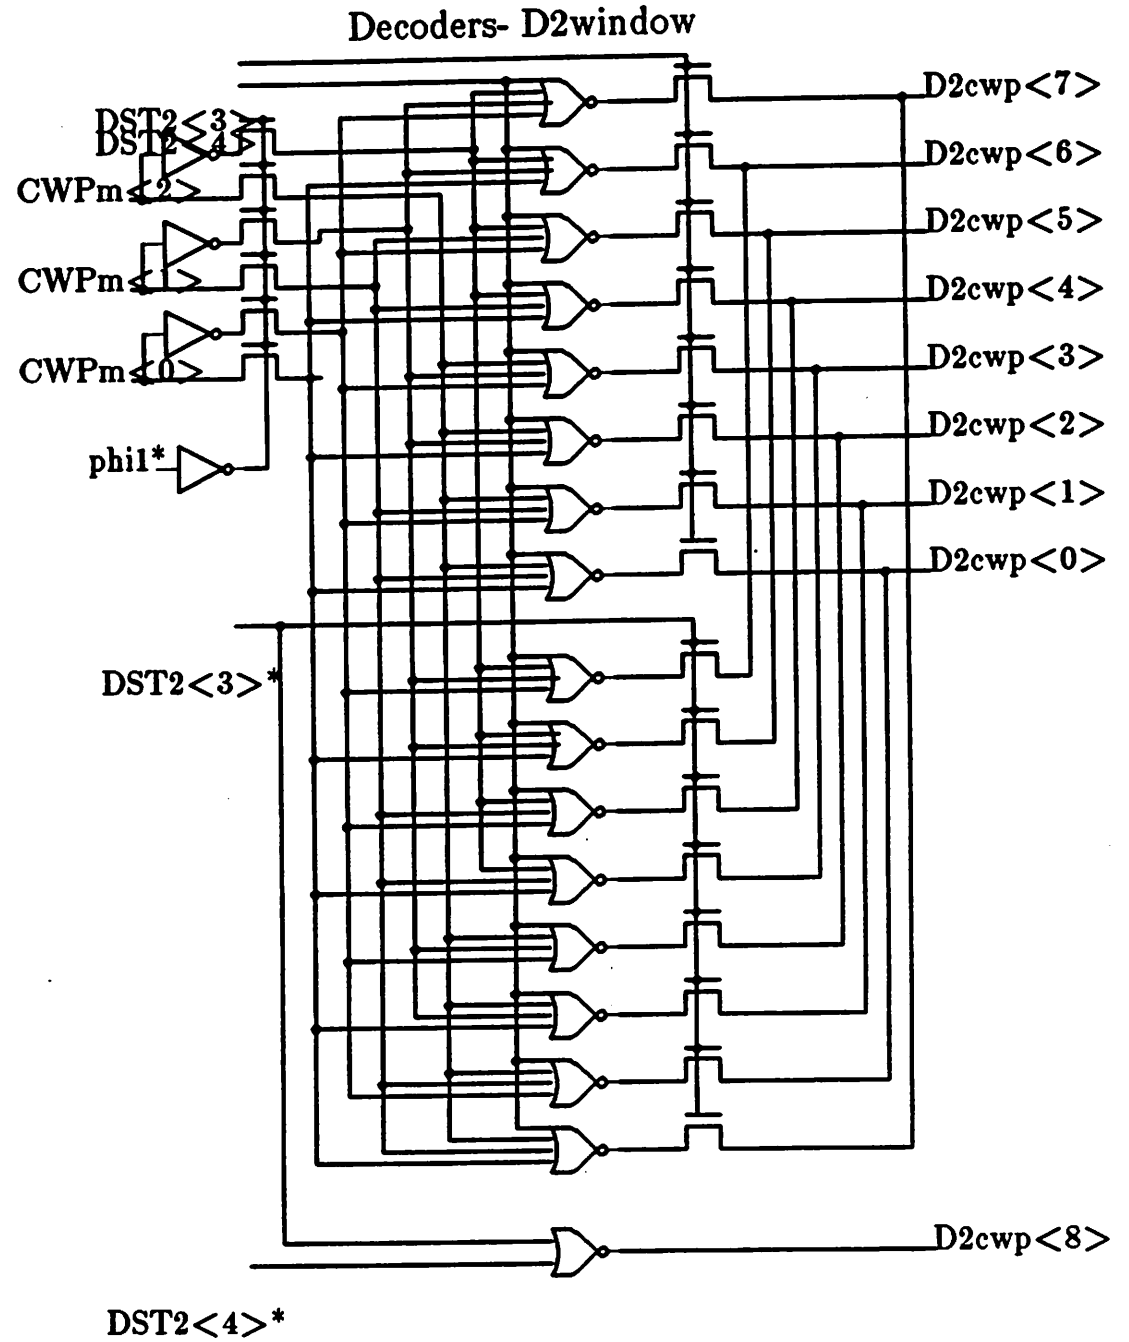 Decoders- D2window
D2cwp<7>
DST2<3>
DST2<4>
D2cwp<6>
CWPm<2>
D2cwp<5>
CWPm<1>
D2cwp<4>
D2cwp<3>
CWPm<0>
D2cwp<2>
phi1*
D2cwp<1>
D2cwp<0>
DST2<3>*
D2cwp<8>
DST2<4>*